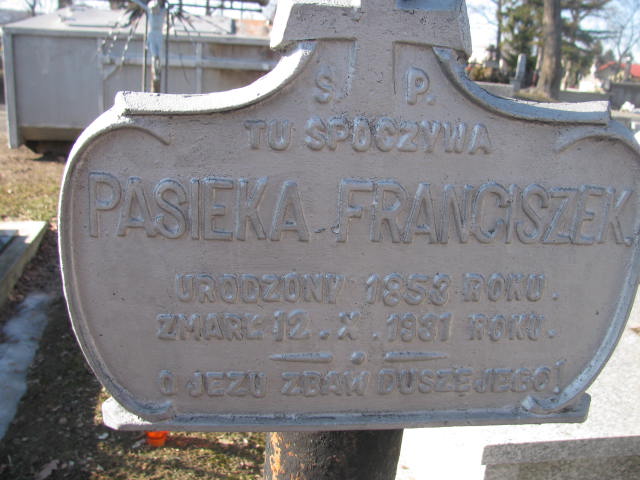 Ś P.
TU SPOCZYWA
PASIEKA FRANCISZEK.
URODZONY 1853 ROKU.
ZMARŁ 12.X.1931 ROKU.
O JEZU ZBAW DUSZĘ JEGO!